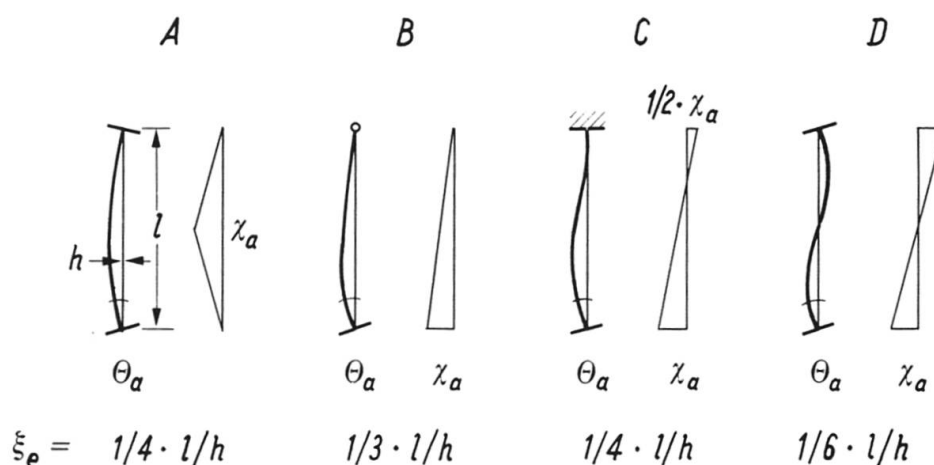 A B C D
1/2 · χₐ
l χₐ
h
Θₐ Θₐ χₐ Θₐ χₐ Θₐ χₐ
ξₑ = 1/4 · l/h 1/3 · l/h 1/4 · l/h 1/6 · l/h